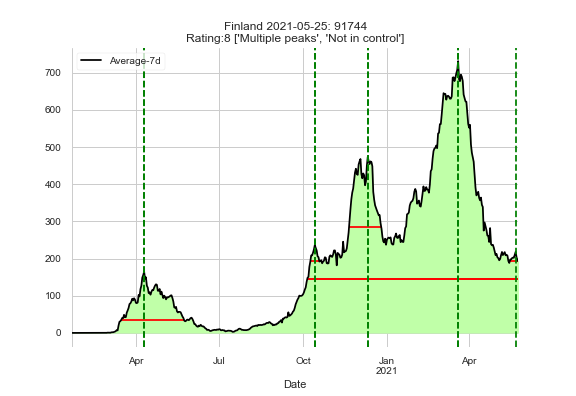 Finland 2021-05-25: 91744
Rating:8 ['Multiple peaks', 'Not in control']
Average-7d
700
600
500
400
300
200
100
0
Apr
Jul
Oct
Jan
2021
Apr
Date